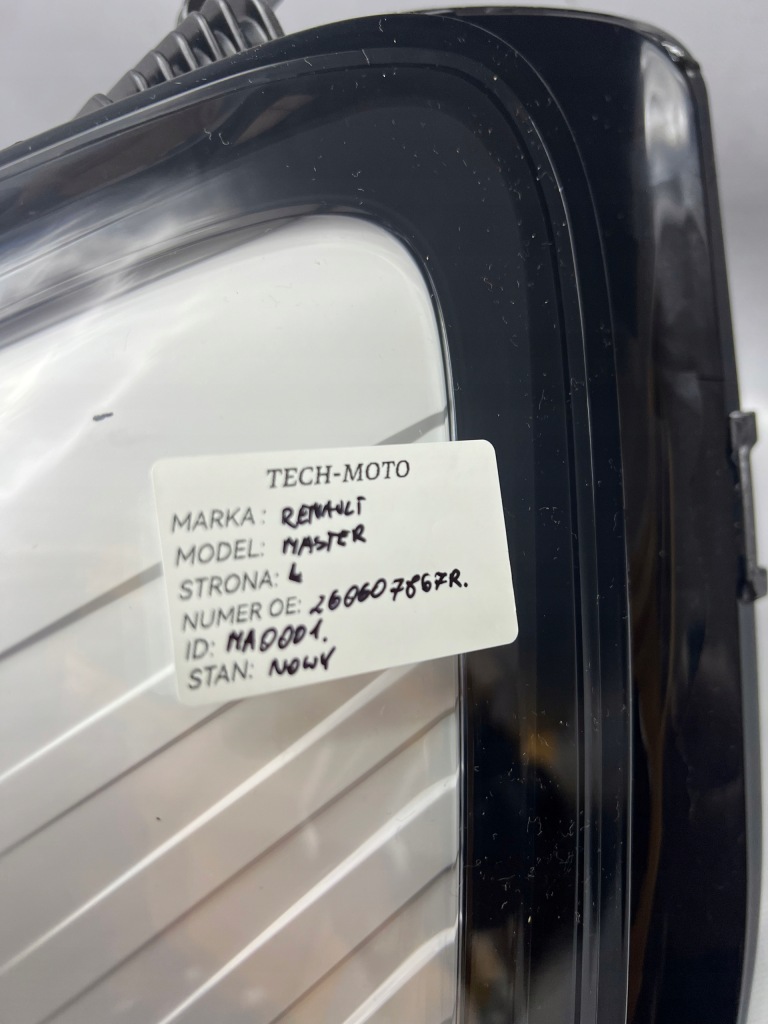 TECH-MOTO
MARKA: RENAULT
MODEL: MASTER
STRONA: L
NUMER OE: 260607867R.
ID: MA0001.
STAN: NOWY